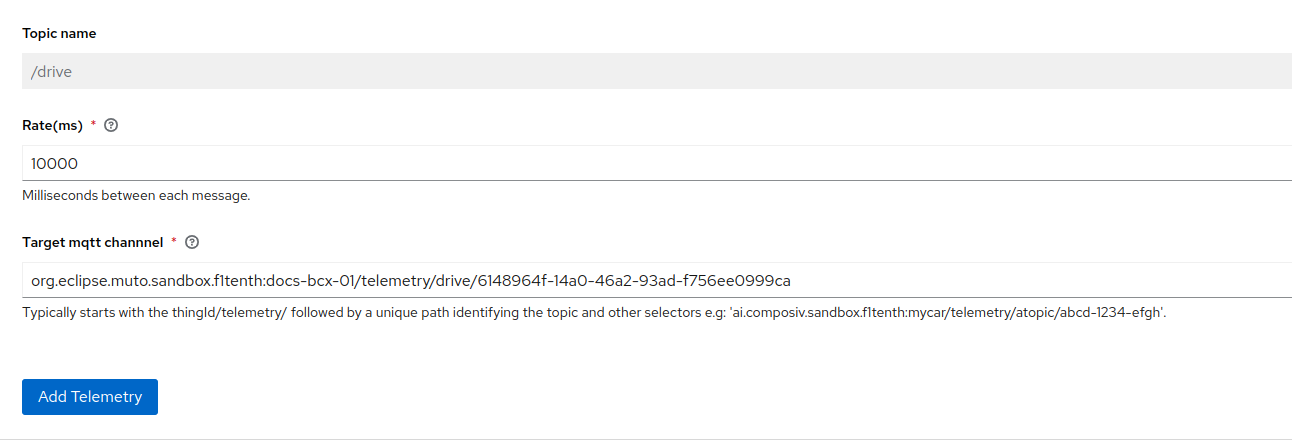 Topic name
/drive
Rate(ms) *
10000
Milliseconds between each message.
Target mqtt channnel *
org.eclipse.muto.sandbox.f1tenth:docs-bcx-01/telemetry/drive/6148964f-14a0-46a2-93ad-f756ee0999ca
Typically starts with the thingId/telemetry/ followed by a unique path identifying the topic and other selectors e.g: 'ai.composiv.sandbox.f1tenth:mycar/telemetry/atopic/abcd-1234-efgh'.
Add Telemetry